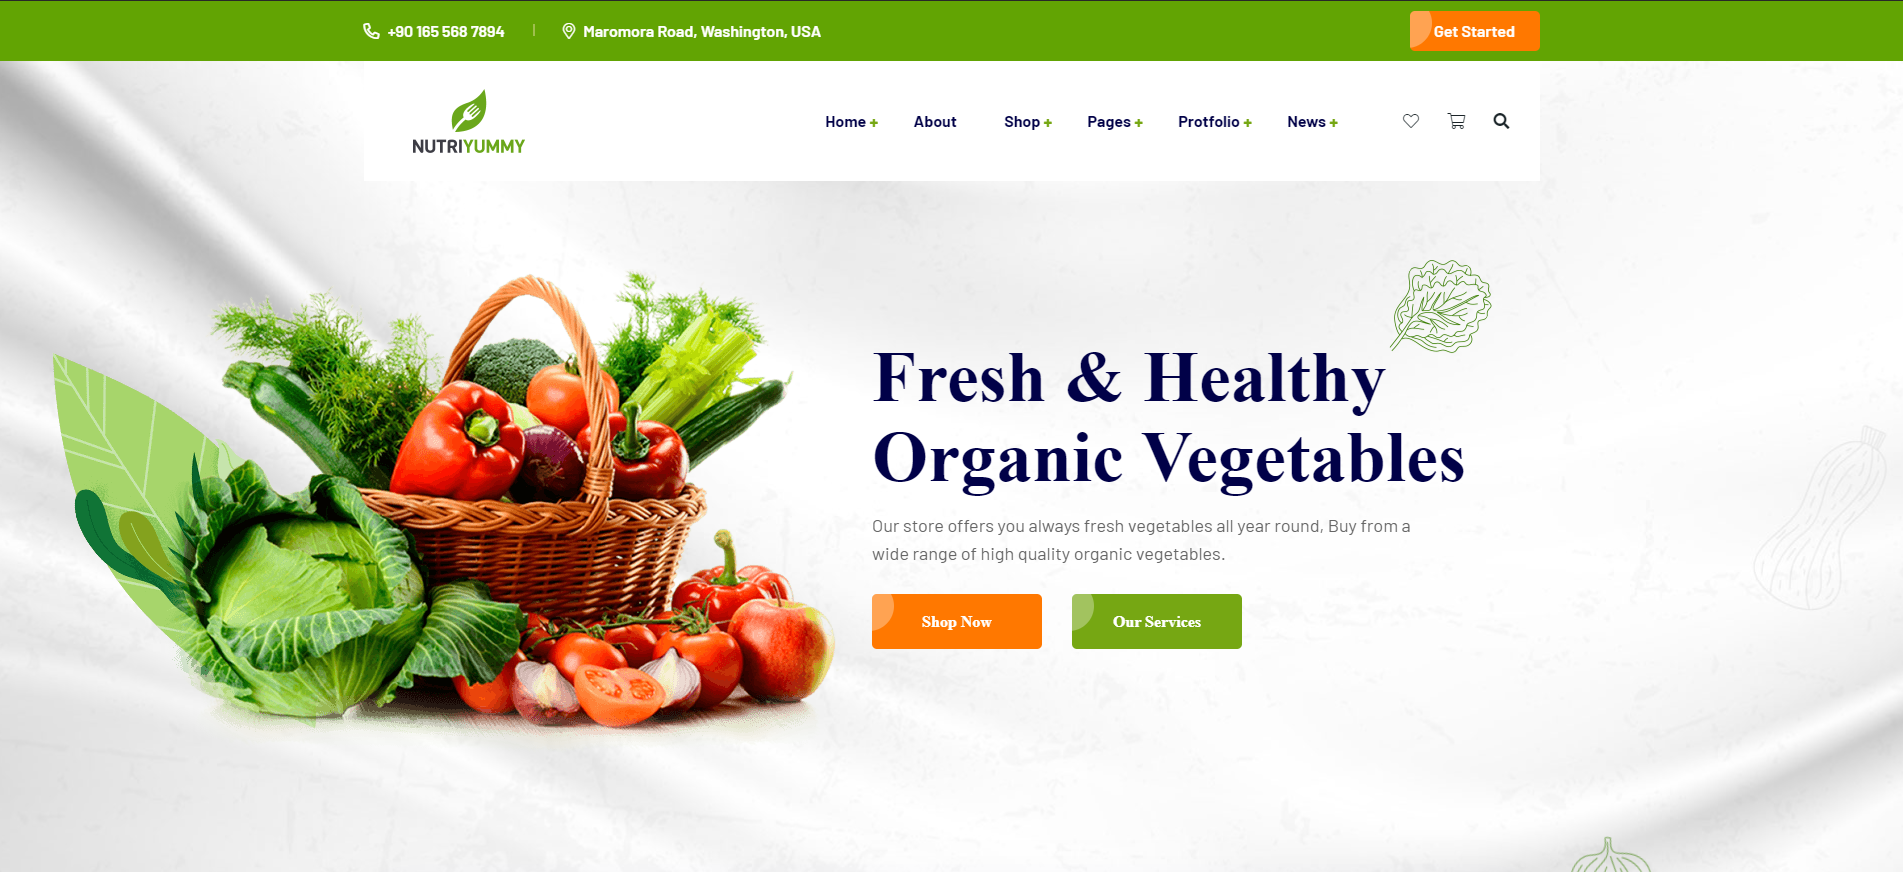 +90 165 568 7894
Maromora Road, Washington, USA
Get Started
NUTRIYUMMY
Home +
About
Shop +
Pages +
Protfolio +
News +
Fresh & Healthy
Organic Vegetables
Our store offers you always fresh vegetables all year round, Buy from a
wide range of high quality organic vegetables.
Shop Now
Our Services